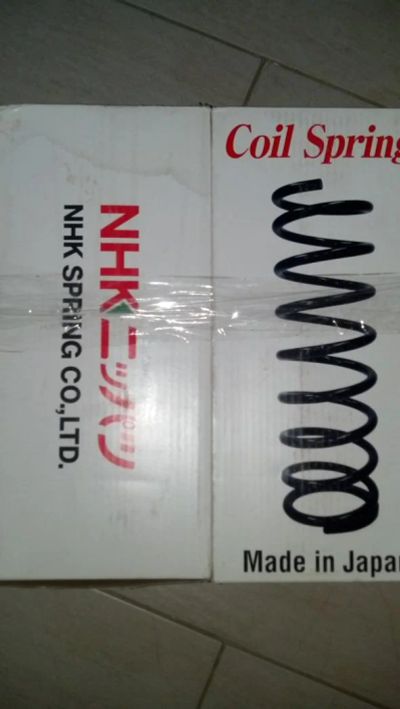 NHKニッパツ
NHK SPRING CO.,LTD.
Coil Spring
Made in Japan